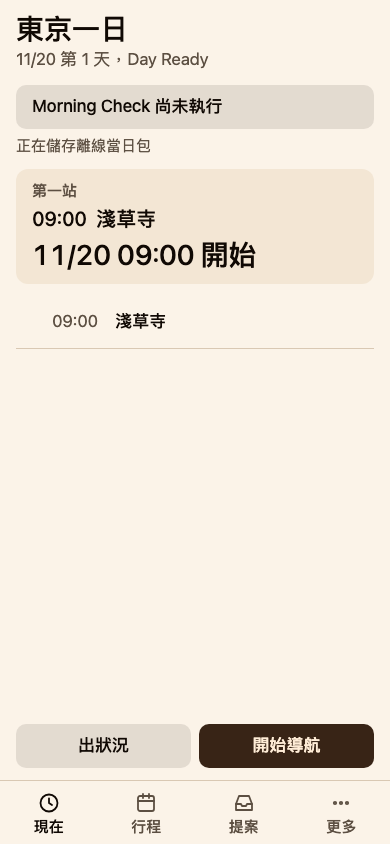 東京一日
11/20 第 1 天，Day Ready
Morning Check 尚未執行
正在儲存離線當日包
第一站
09:00 淺草寺
11/20 09:00 開始
09:00 淺草寺
出狀況
開始導航
現在
行程
提案
更多